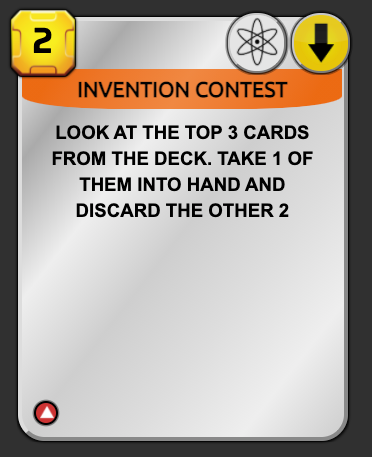 2
INVENTION CONTEST
LOOK AT THE TOP 3 CARDS
FROM THE DECK. TAKE 1 OF
THEM INTO HAND AND
DISCARD THE OTHER 2